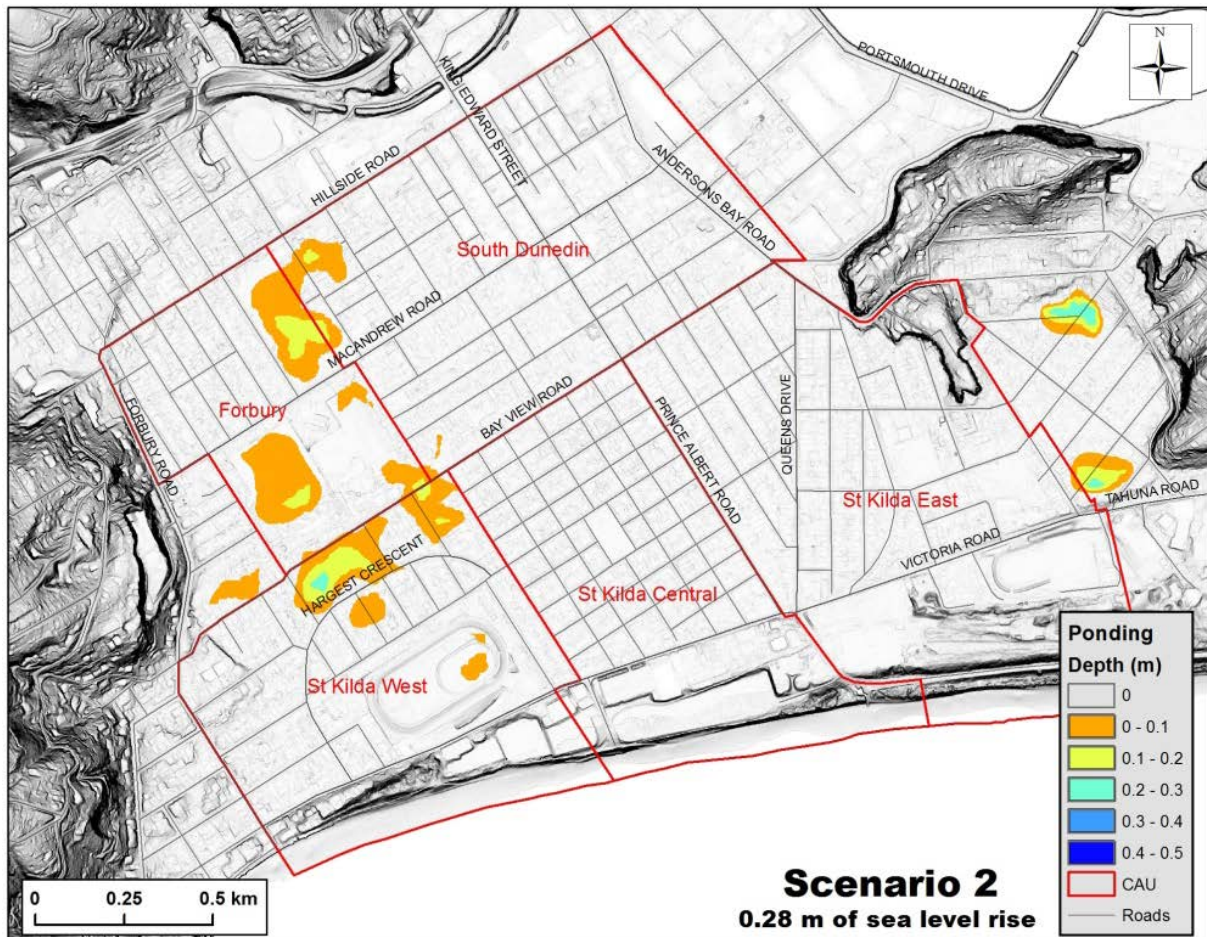 N
PORTSMOUTH DRIVE
KING EDWARD STREET
HILLSIDE ROAD
ANDERSONS BAY ROAD
South Dunedin
MACANDREW ROAD
FORBURY ROAD
Forbury
BAY VIEW ROAD
PRINCE ALBERT ROAD
QUEENS DRIVE
St Kilda East
TAHUNA ROAD
VICTORIA ROAD
HARGEST CRESCENT
St Kilda Central
St Kilda West
Ponding
Depth (m)
0
0 - 0.1
0.1 - 0.2
0.2 - 0.3
0.3 - 0.4
0.4 - 0.5
CAU
Roads
0 0.25 0.5 km
Scenario 2
0.28 m of sea level rise